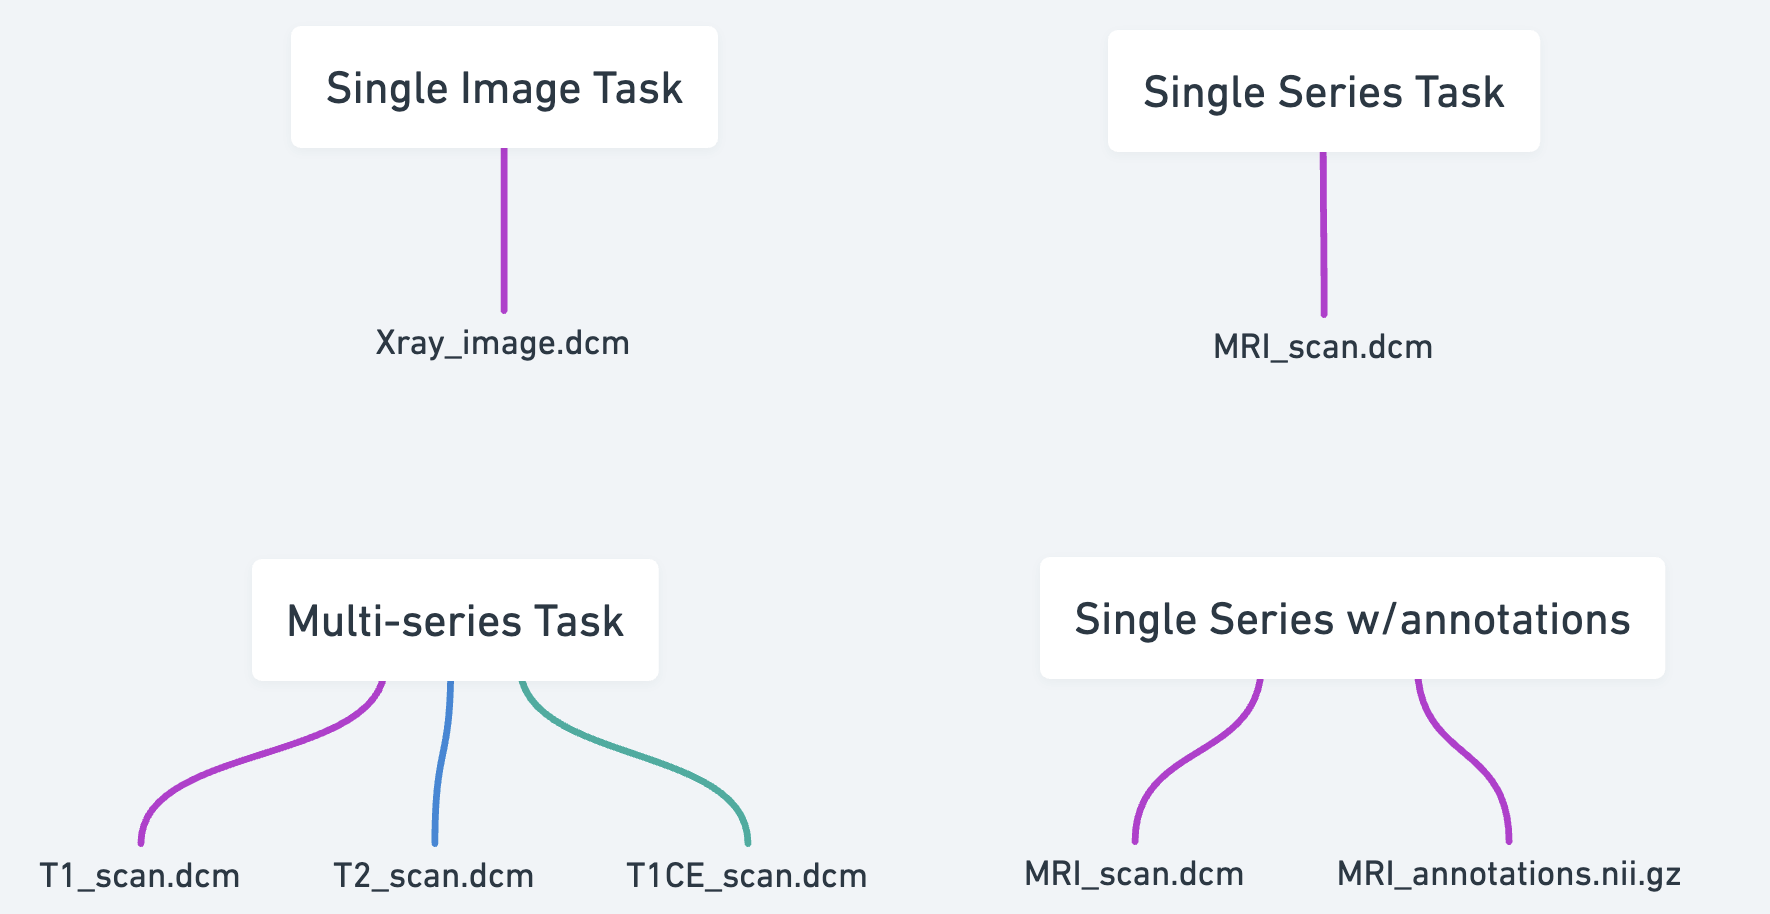 Single Image Task
Single Series Task
Xray_image.dcm
MRI_scan.dcm
Multi-series Task
Single Series w/annotations
T1_scan.dcm
T2_scan.dcm
T1CE_scan.dcm
MRI_scan.dcm
MRI_annotations.nii.gz